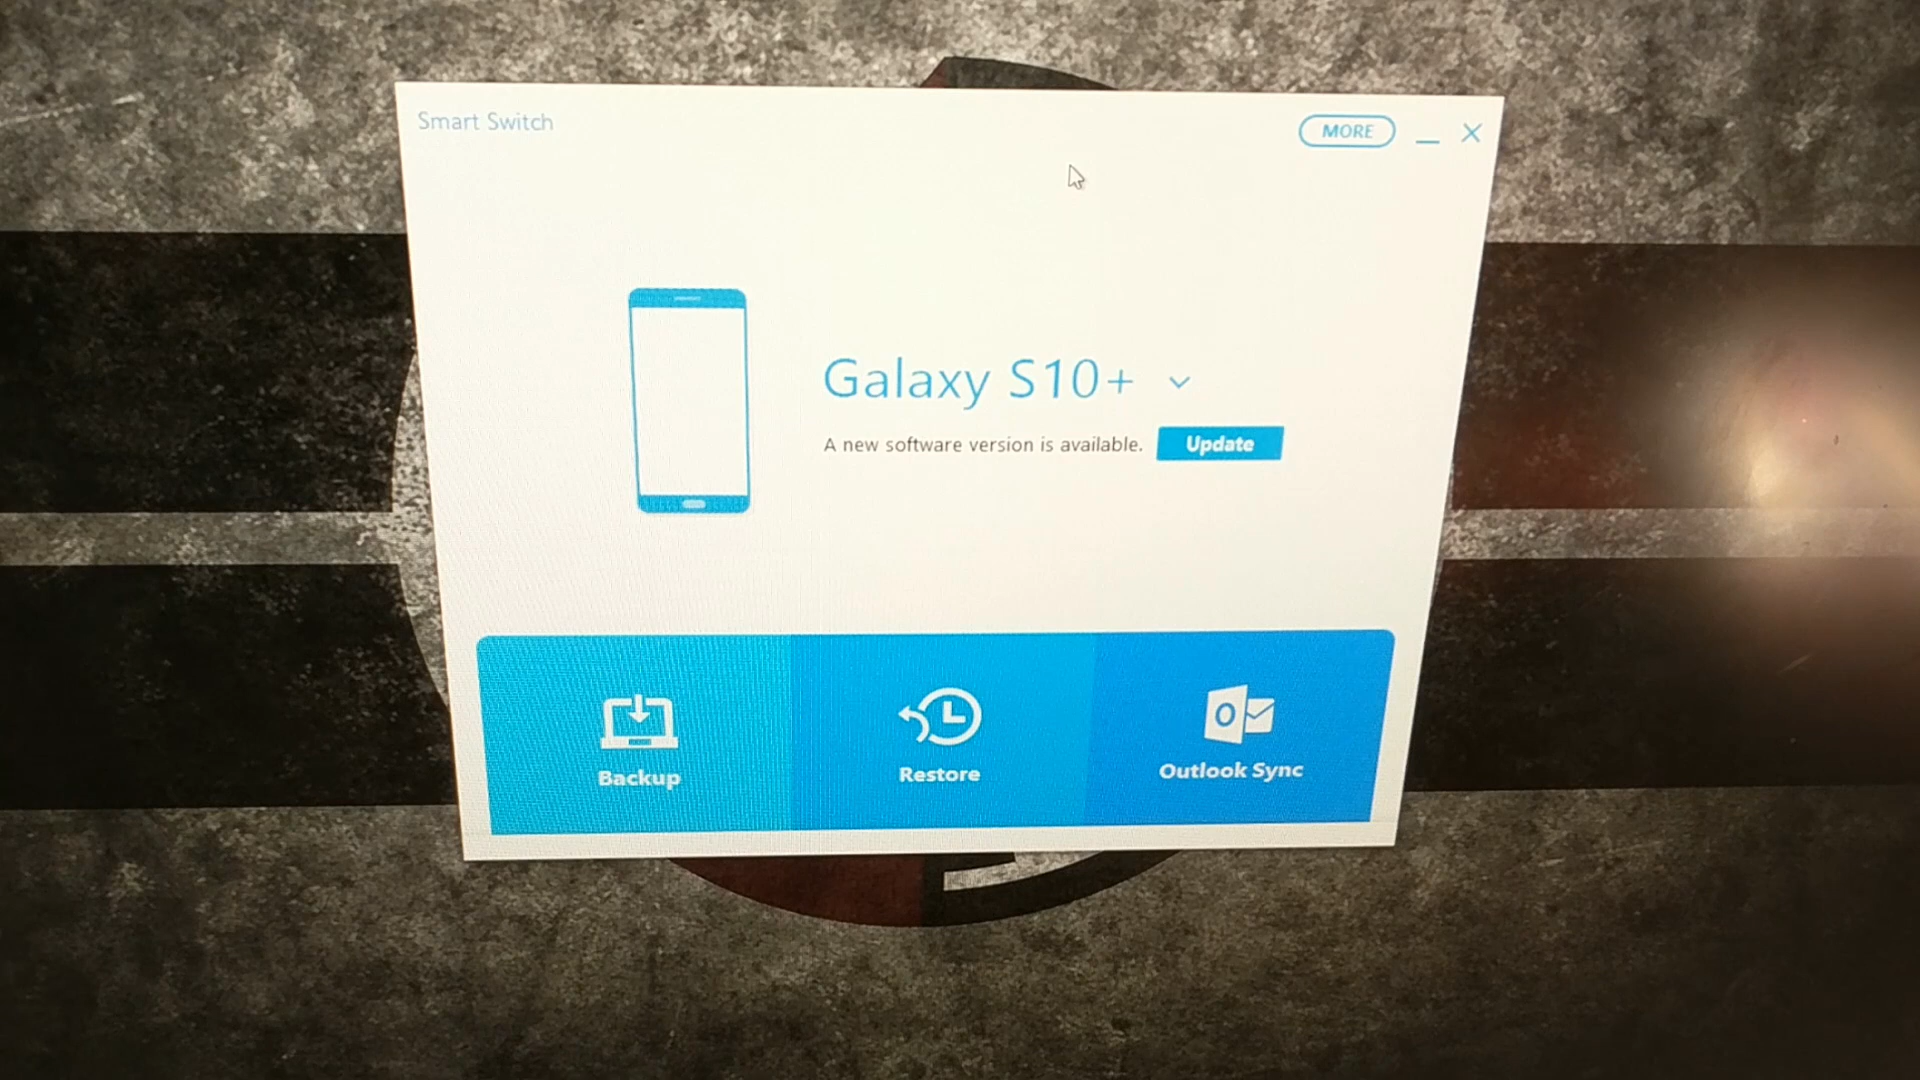 Smart Switch
MORE
Galaxy S10+
A new software version is available.
Update
Backup
Restore
Outlook Sync